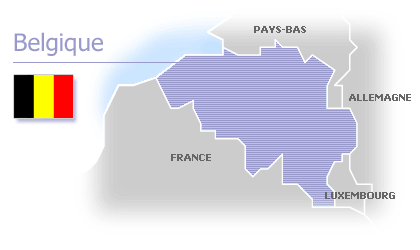 PAYS-BAS
Belgique
ALLEMAGNE
FRANCE
LUXEMBOURG